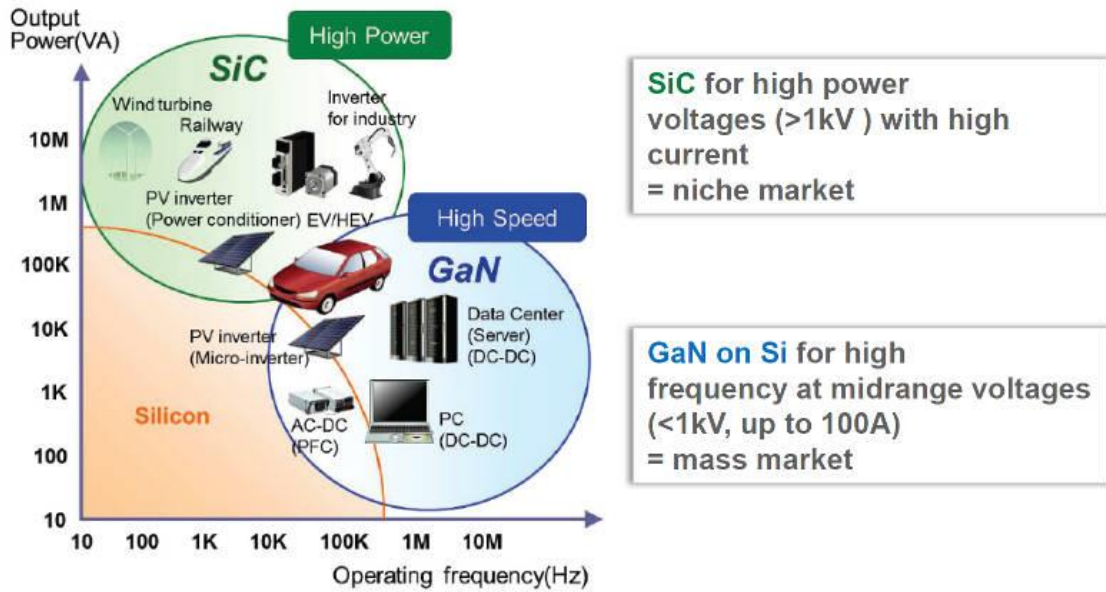 Output
Power(VA)
High Power
SiC
Wind turbine
Railway
Inverter
for industry
10M
1M
100K
10K
1K
100
10
PV inverter
(Power conditioner)
EV/HEV
High Speed
GaN
PV inverter
(Micro-inverter)
Data Center
(Server)
(DC-DC)
Silicon
AC-DC
(PFC)
PC
(DC-DC)
10 100 1K 10K 100K 1M 10M
Operating frequency(Hz)
SiC for high power
voltages (>1kV ) with high
current
= niche market
GaN on Si for high
frequency at midrange voltages
(<1kV, up to 100A)
= mass market